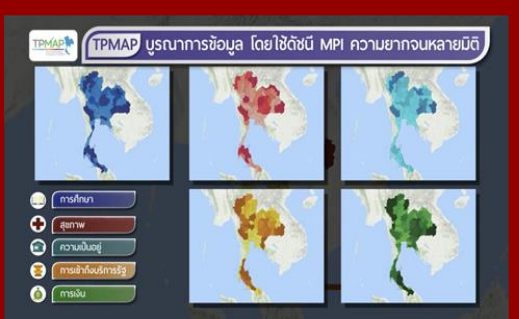 TPMAP
TPMAP บูรณาการข้อมูล โดยใช้ดัชนี MPI ความยากจนหลายมิติ
การศึกษา
สุขภาพ
ความเป็นอยู่
การเข้าถึงบริการรัฐ
การเงิน